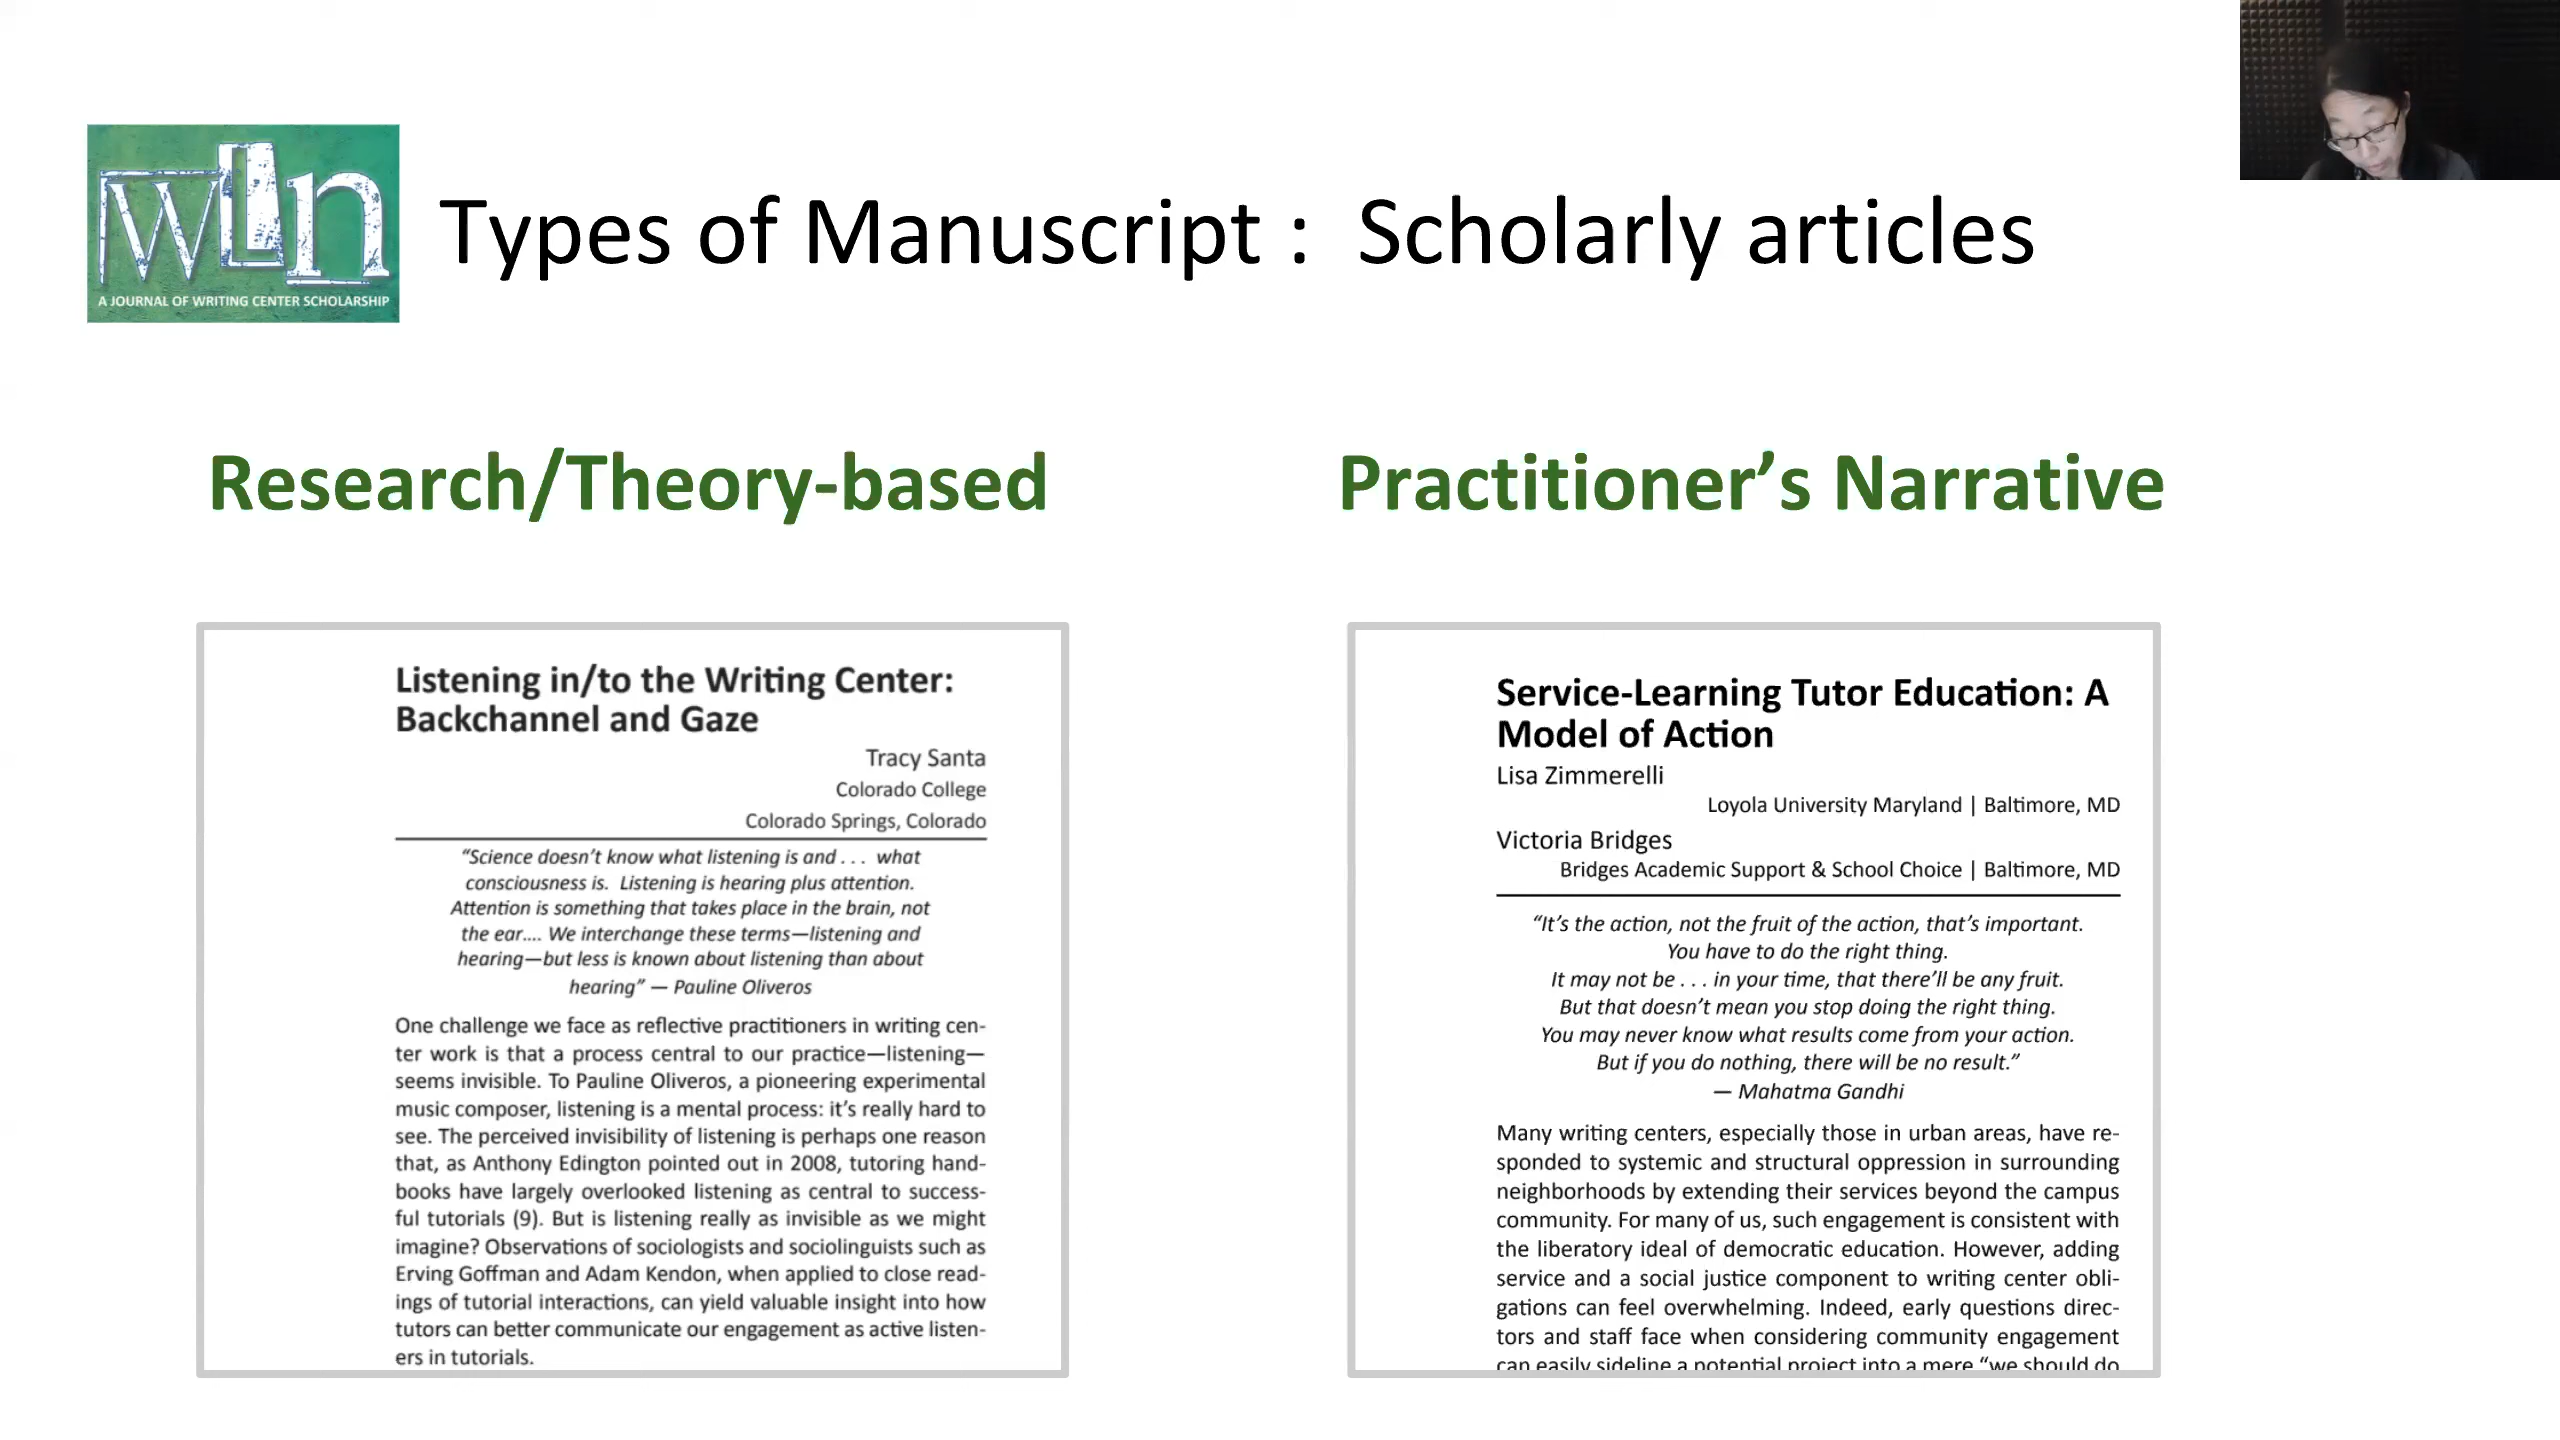 wLn
A JOURNAL OF WRITING CENTER SCHOLARSHIP
Types of Manuscript :  Scholarly articles
Research/Theory-based
Listening in/to the Writing Center:
Backchannel and Gaze
Tracy Santa
Colorado College
Colorado Springs, Colorado
“Science doesn’t know what listening is and . . .  what
consciousness is.  Listening is hearing plus attention.
Attention is something that takes place in the brain, not
the ear.... We interchange these terms—listening and
hearing—but less is known about listening than about
hearing” — Pauline Oliveros
One challenge we face as reflective practitioners in writing cen-
ter work is that a process central to our practice—listening—
seems invisible. To Pauline Oliveros, a pioneering experimental
music composer, listening is a mental process: it’s really hard to
see. The perceived invisibility of listening is perhaps one reason
that, as Anthony Edington pointed out in 2008, tutoring hand-
books have largely overlooked listening as central to success-
ful tutorials (9). But is listening really as invisible as we might
imagine? Observations of sociologists and sociolinguists such as
Erving Goffman and Adam Kendon, when applied to close read-
ings of tutorial interactions, can yield valuable insight into how
tutors can better communicate our engagement as active listen-
ers in tutorials.
Practitioner’s Narrative
Service-Learning Tutor Education: A
Model of Action
Lisa Zimmerelli
Loyola University Maryland | Baltimore, MD
Victoria Bridges
Bridges Academic Support & School Choice | Baltimore, MD
“It’s the action, not the fruit of the action, that’s important.
You have to do the right thing.
It may not be . . . in your time, that there’ll be any fruit.
But that doesn’t mean you stop doing the right thing.
You may never know what results come from your action.
But if you do nothing, there will be no result.”
— Mahatma Gandhi
Many writing centers, especially those in urban areas, have re-
sponded to systemic and structural oppression in surrounding
neighborhoods by extending their services beyond the campus
community. For many of us, such engagement is consistent with
the liberatory ideal of democratic education. However, adding
service and a social justice component to writing center obli-
gations can feel overwhelming. Indeed, early questions direc-
tors and staff face when considering community engagement
can easily sideline a potential project into a mere “we should do